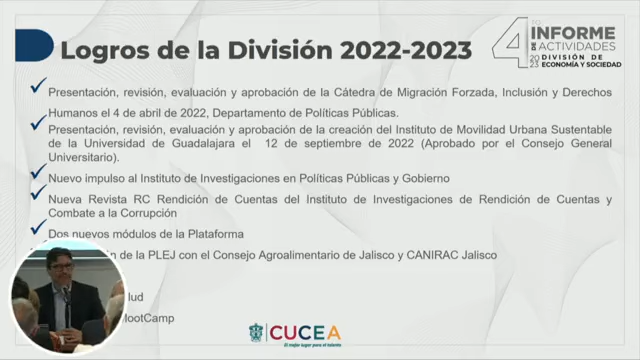 Logros de la División 2022-2023
4
TO
INFORME
DE ACTIVIDADES
2023 DIVISIÓN DE
ECONOMÍA Y SOCIEDAD
Presentación, revisión, evaluación y aprobación de la Cátedra de Migración Forzada, Inclusión y Derechos
Humanos el 4 de abril de 2022, Departamento de Políticas Públicas.
Presentación, revisión, evaluación y aprobación de la creación del Instituto de Movilidad Urbana Sustentable
de la Universidad de Guadalajara el 12 de septiembre de 2022 (Aprobado por el Consejo General
Universitario).
Nuevo impulso al Instituto de Investigaciones en Políticas Públicas y Gobierno
Nueva Revista RC Rendición de Cuentas del Instituto de Investigaciones de Rendición de Cuentas y
Combate a la Corrupción
Dos nuevos módulos de la Plataforma
de la PLEJ con el Consejo Agroalimentario de Jalisco y CANIRAC Jalisco
lud
ootCamp
CUCEA
El mejor lugar para el talento